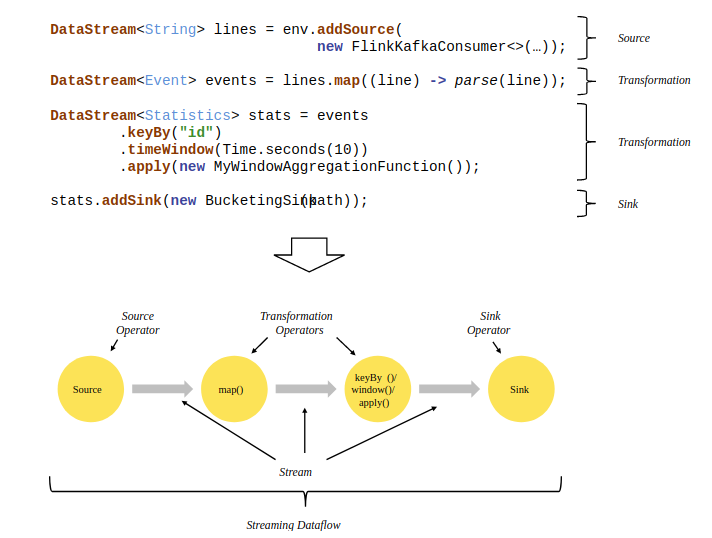 DataStream<String> lines = env.addSource(
new FlinkKafkaConsumer<>(…));
Source
DataStream<Event> events = lines.map((line) -> parse(line));
Transformation
DataStream<Statistics> stats = events
.keyBy("id")
.timeWindow(Time.seconds(10))
.apply(new MyWindowAggregationFunction());
Transformation
stats.addSink(new BucketingSink(path));
Sink
Source
Operator
Transformation
Operators
Sink
Operator
Source
map()
keyBy ()/
window()/
apply()
Sink
Stream
Streaming Dataflow